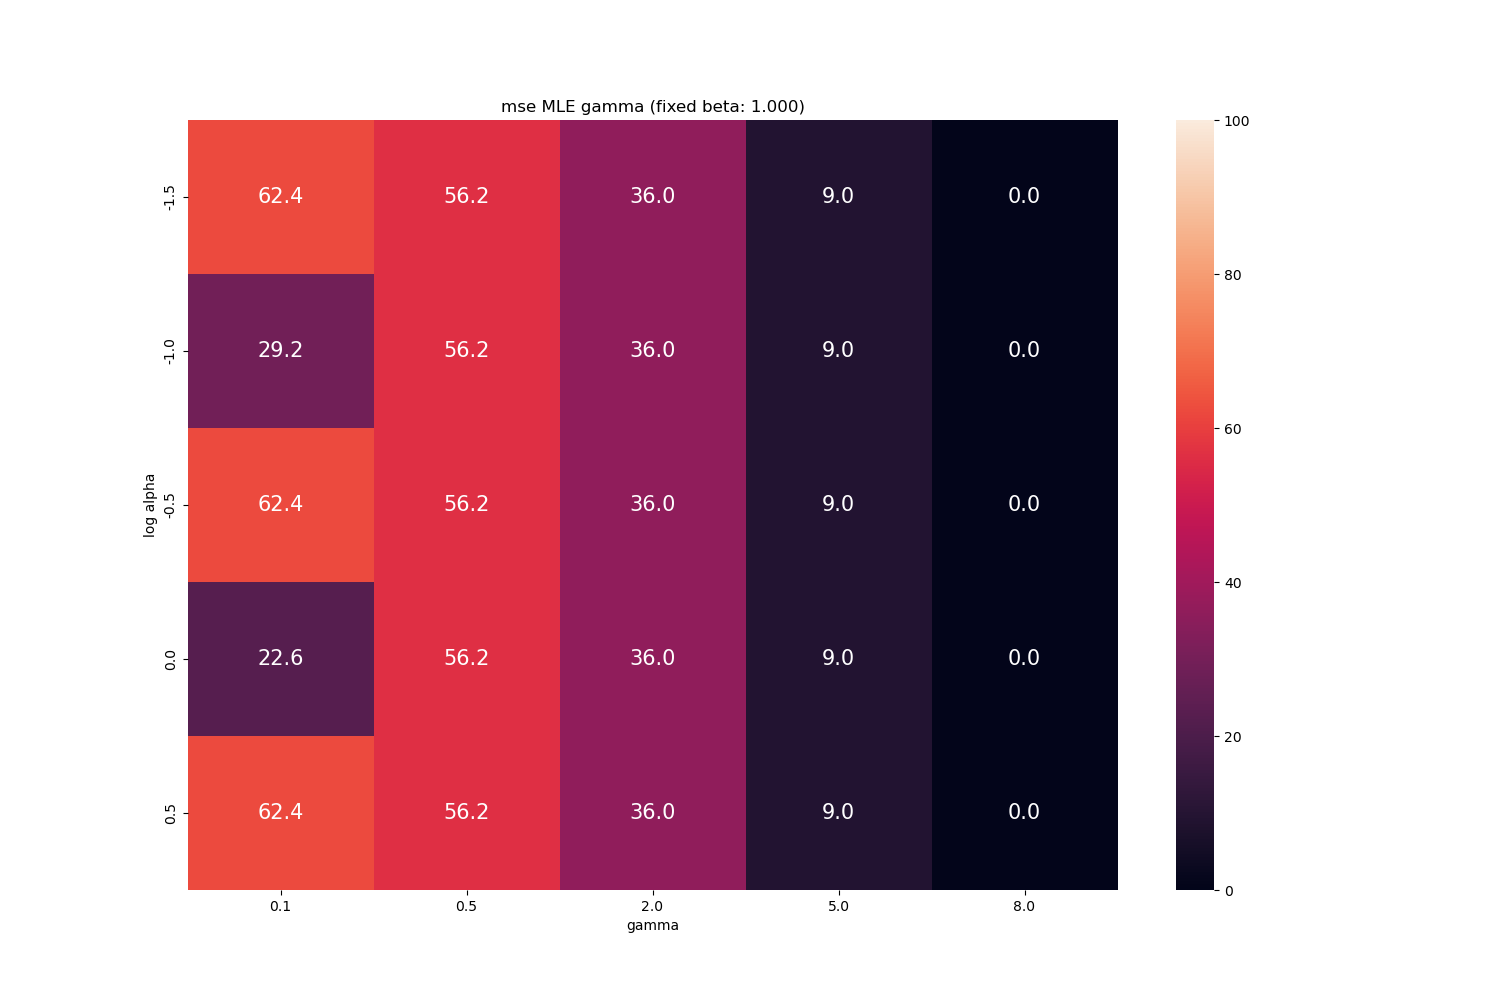 mse MLE gamma (fixed beta: 1.000)
-1.5 62.4 56.2 36.0 9.0 0.0
-1.0 29.2 56.2 36.0 9.0 0.0
-0.5 62.4 56.2 36.0 9.0 0.0
0.0 22.6 56.2 36.0 9.0 0.0
0.5 62.4 56.2 36.0 9.0 0.0
log alpha
0.1 0.5 2.0 5.0 8.0
gamma
100
80
60
40
20
0